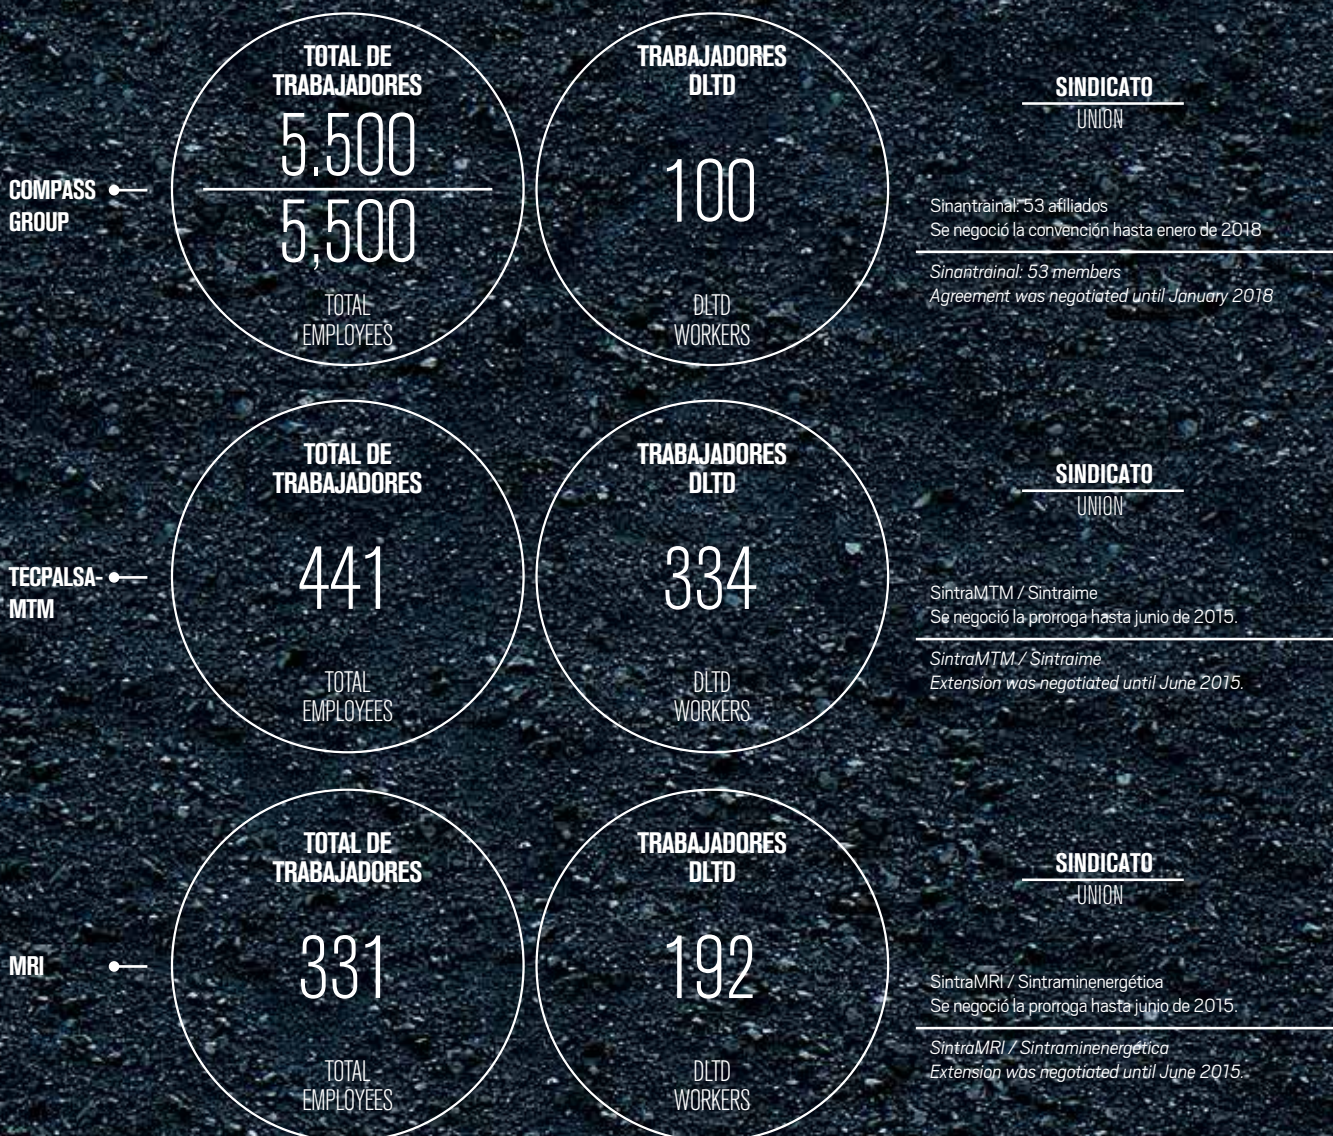 COMPASS
GROUP
TOTAL DE
TRABAJADORES
5.500
5,500
TOTAL
EMPLOYEES
TRABAJADORES
DLTD
100
DLTD
WORKERS
SINDICATO
UNION
Sinantrainal: 53 afiliados
Se negoció la convención hasta enero de 2018
Sinantrainal: 53 members
Agreement was negotiated until January 2018
TECPALSA-
MTM
TOTAL DE
TRABAJADORES
441
TOTAL
EMPLOYEES
TRABAJADORES
DLTD
334
DLTD
WORKERS
SINDICATO
UNION
SintraMTM / Sintraime
Se negoció la prorroga hasta junio de 2015.
SintraMTM / Sintraime
Extension was negotiated until June 2015.
MRI
TOTAL DE
TRABAJADORES
331
TOTAL
EMPLOYEES
TRABAJADORES
DLTD
192
DLTD
WORKERS
SINDICATO
UNION
SintraMRI / Sintraminenergética
Se negoció la prorroga hasta junio de 2015.
SintraMRI / Sintraminenergética
Extension was negotiated until June 2015.